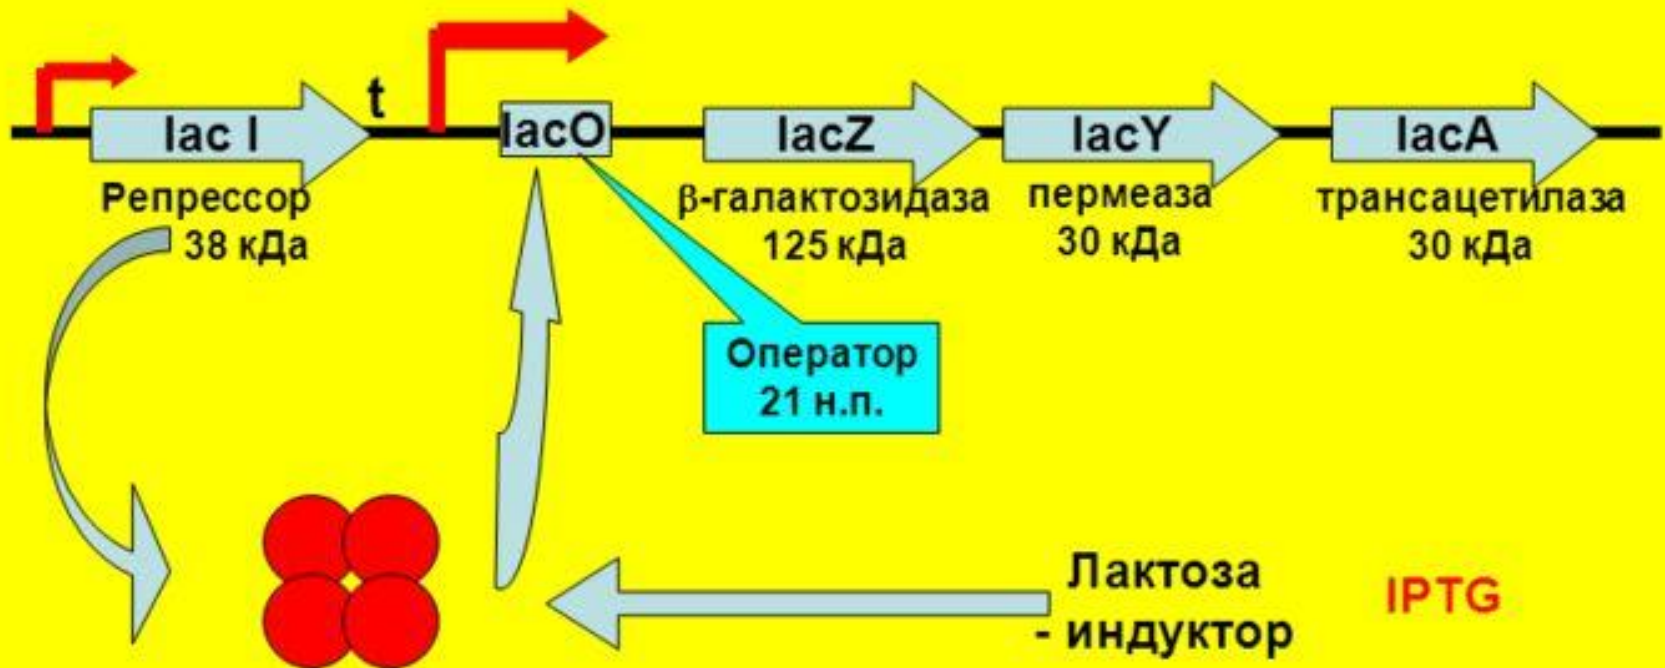 t
lac I
lacO
lacZ
lacY
lacA
Репрессор
38 кДа
β-галактозидаза
125 кДа
пермеаза
30 кДа
трансацетилаза
30 кДа
Оператор
21 н.п.
Лактоза
- индуктор
IPTG